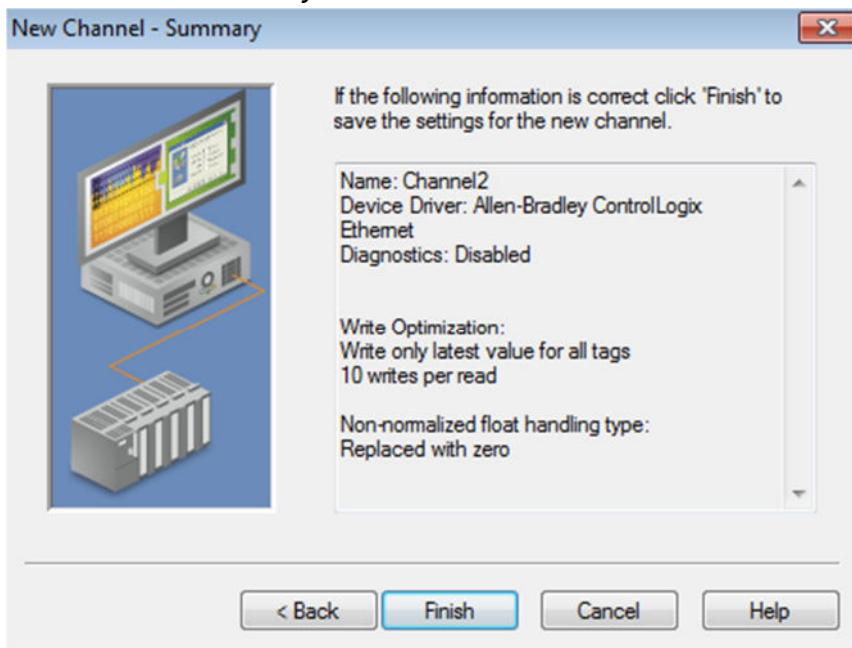 New Channel - Summary
If the following information is correct click 'Finish' to
save the settings for the new channel.
Name: Channel2
Device Driver: Allen-Bradley ControlLogix
Ethernet
Diagnostics: Disabled
Write Optimization:
Write only latest value for all tags
10 writes per read
Non-normalized float handling type:
Replaced with zero
< Back Finish Cancel Help